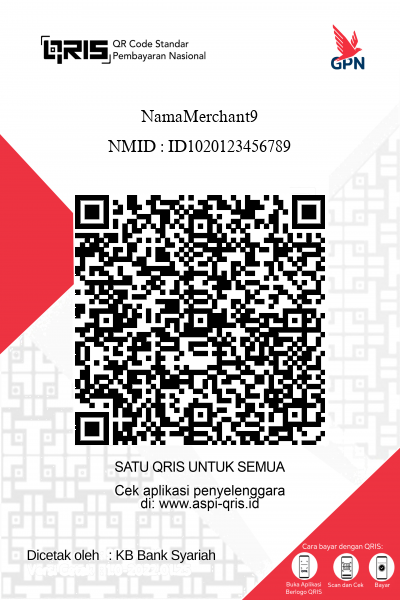 QRIS QR Code Standar
Pembayaran Nasional
GPN
NamaMerchant9
NMID : ID1020123456789
SATU QRIS UNTUK SEMUA
Cek aplikasi penyelenggara
di: www.aspi-qris.id
Dicetak oleh : KB Bank Syariah
Cara bayar dengan QRIS:
Buka Aplikasi
Berlogo QRIS
Scan dan Cek
Bayar